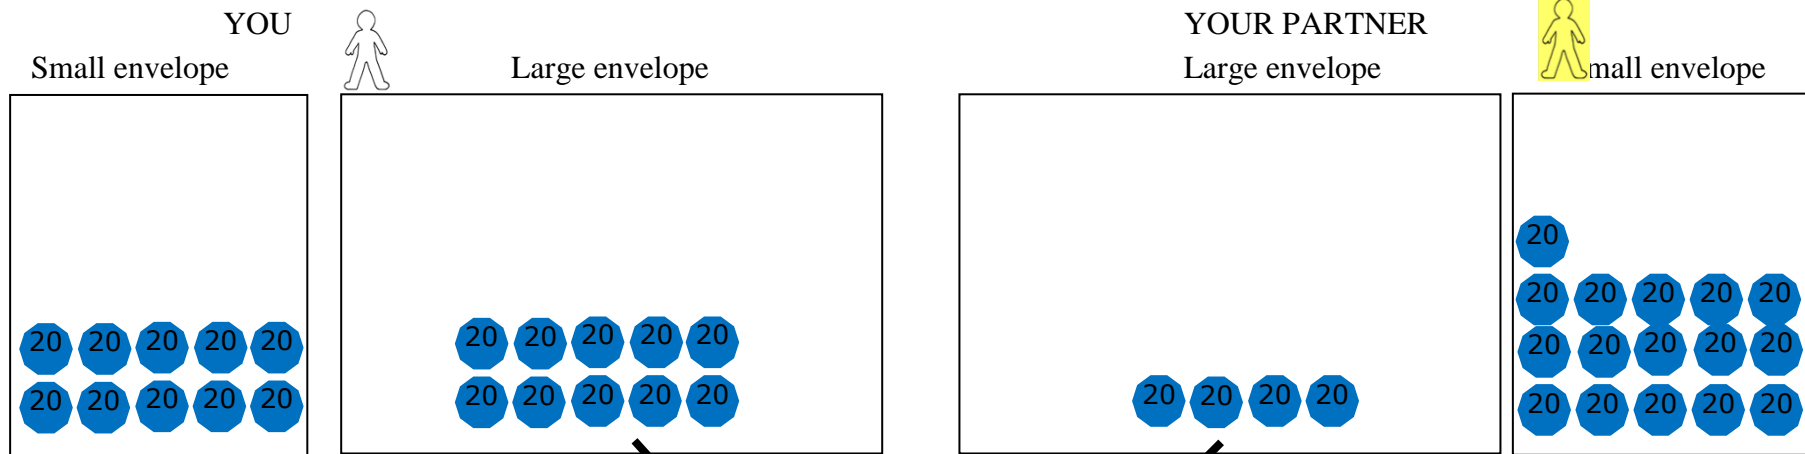 YOU YOUR PARTNER
Small envelope Large envelope Large envelope mall envelope
20
20 20 20 20 20
20 20 20 20 20 20 20 20 20 20 20 20 20 20 20
20 20 20 20 20 20 20 20 20 20 20 20 20 20 20 20 20 20 20